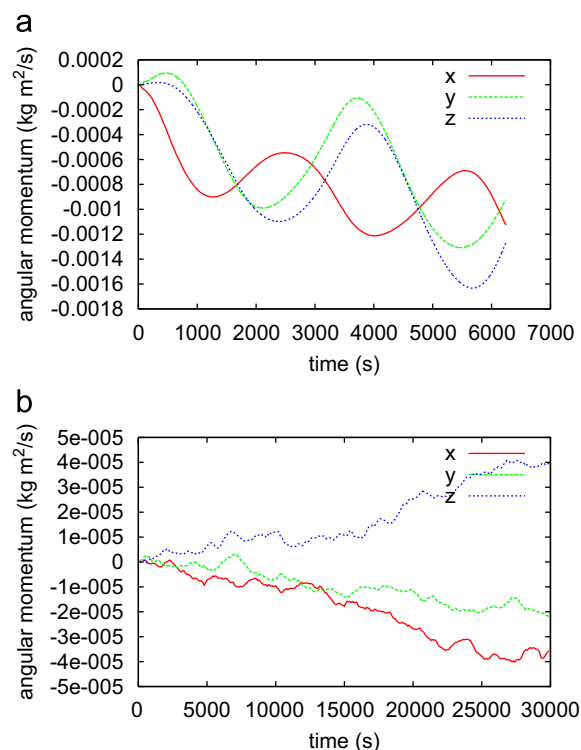 a
angular momentum (kg m²/s)
0.0002
0
-0.0002
-0.0004
-0.0006
-0.0008
-0.001
-0.0012
-0.0014
-0.0016
-0.0018
x
y
z
0 1000 2000 3000 4000 5000 6000 7000
time (s)
b
angular momentum (kg m²/s)
5e-005
4e-005
3e-005
2e-005
1e-005
0
-1e-005
-2e-005
-3e-005
-4e-005
-5e-005
x
y
z
0 5000 10000 15000 20000 25000 30000
time (s)